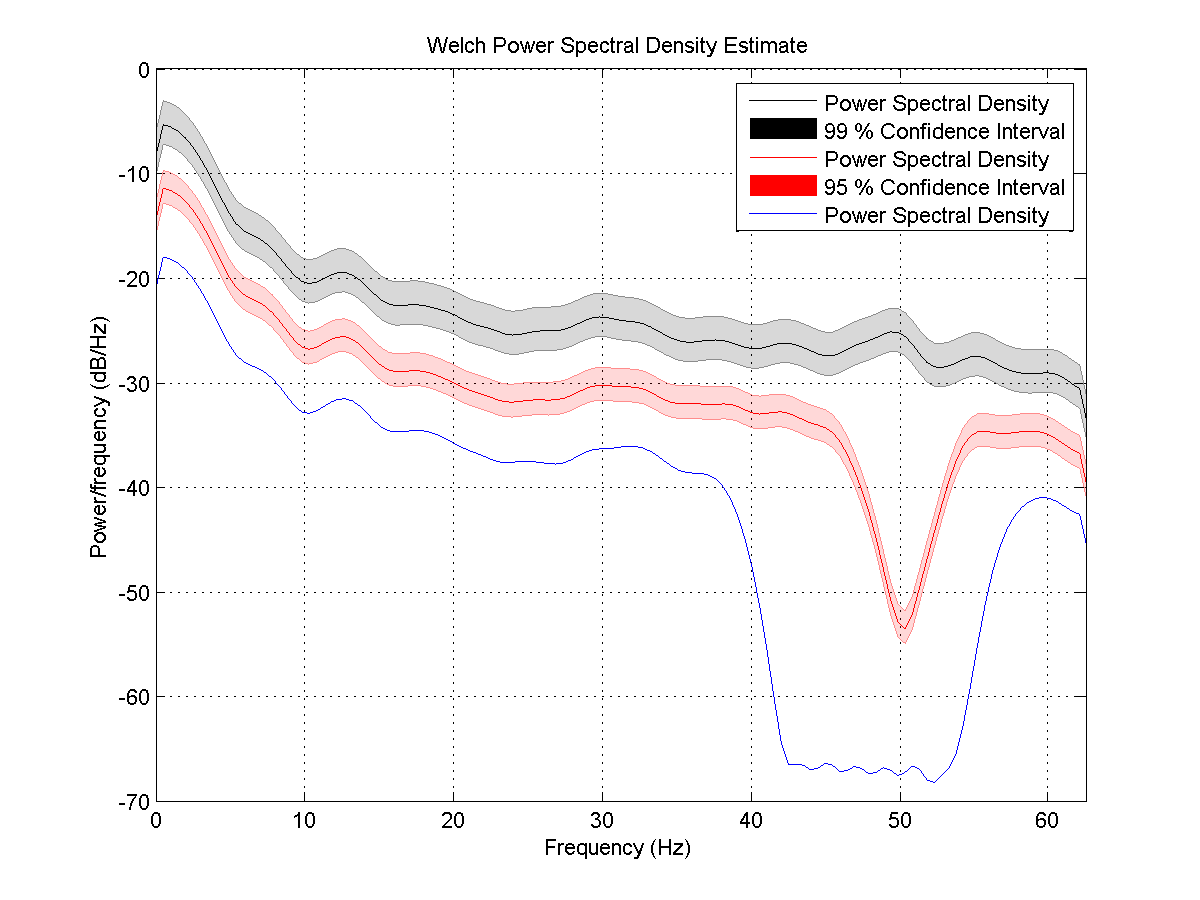 Welch Power Spectral Density Estimate
Power Spectral Density
99 % Confidence Interval
Power Spectral Density
95 % Confidence Interval
Power Spectral Density
0
-10
-20
-30
-40
-50
-60
-70
Power/frequency (dB/Hz)
0 10 20 30 40 50 60
Frequency (Hz)